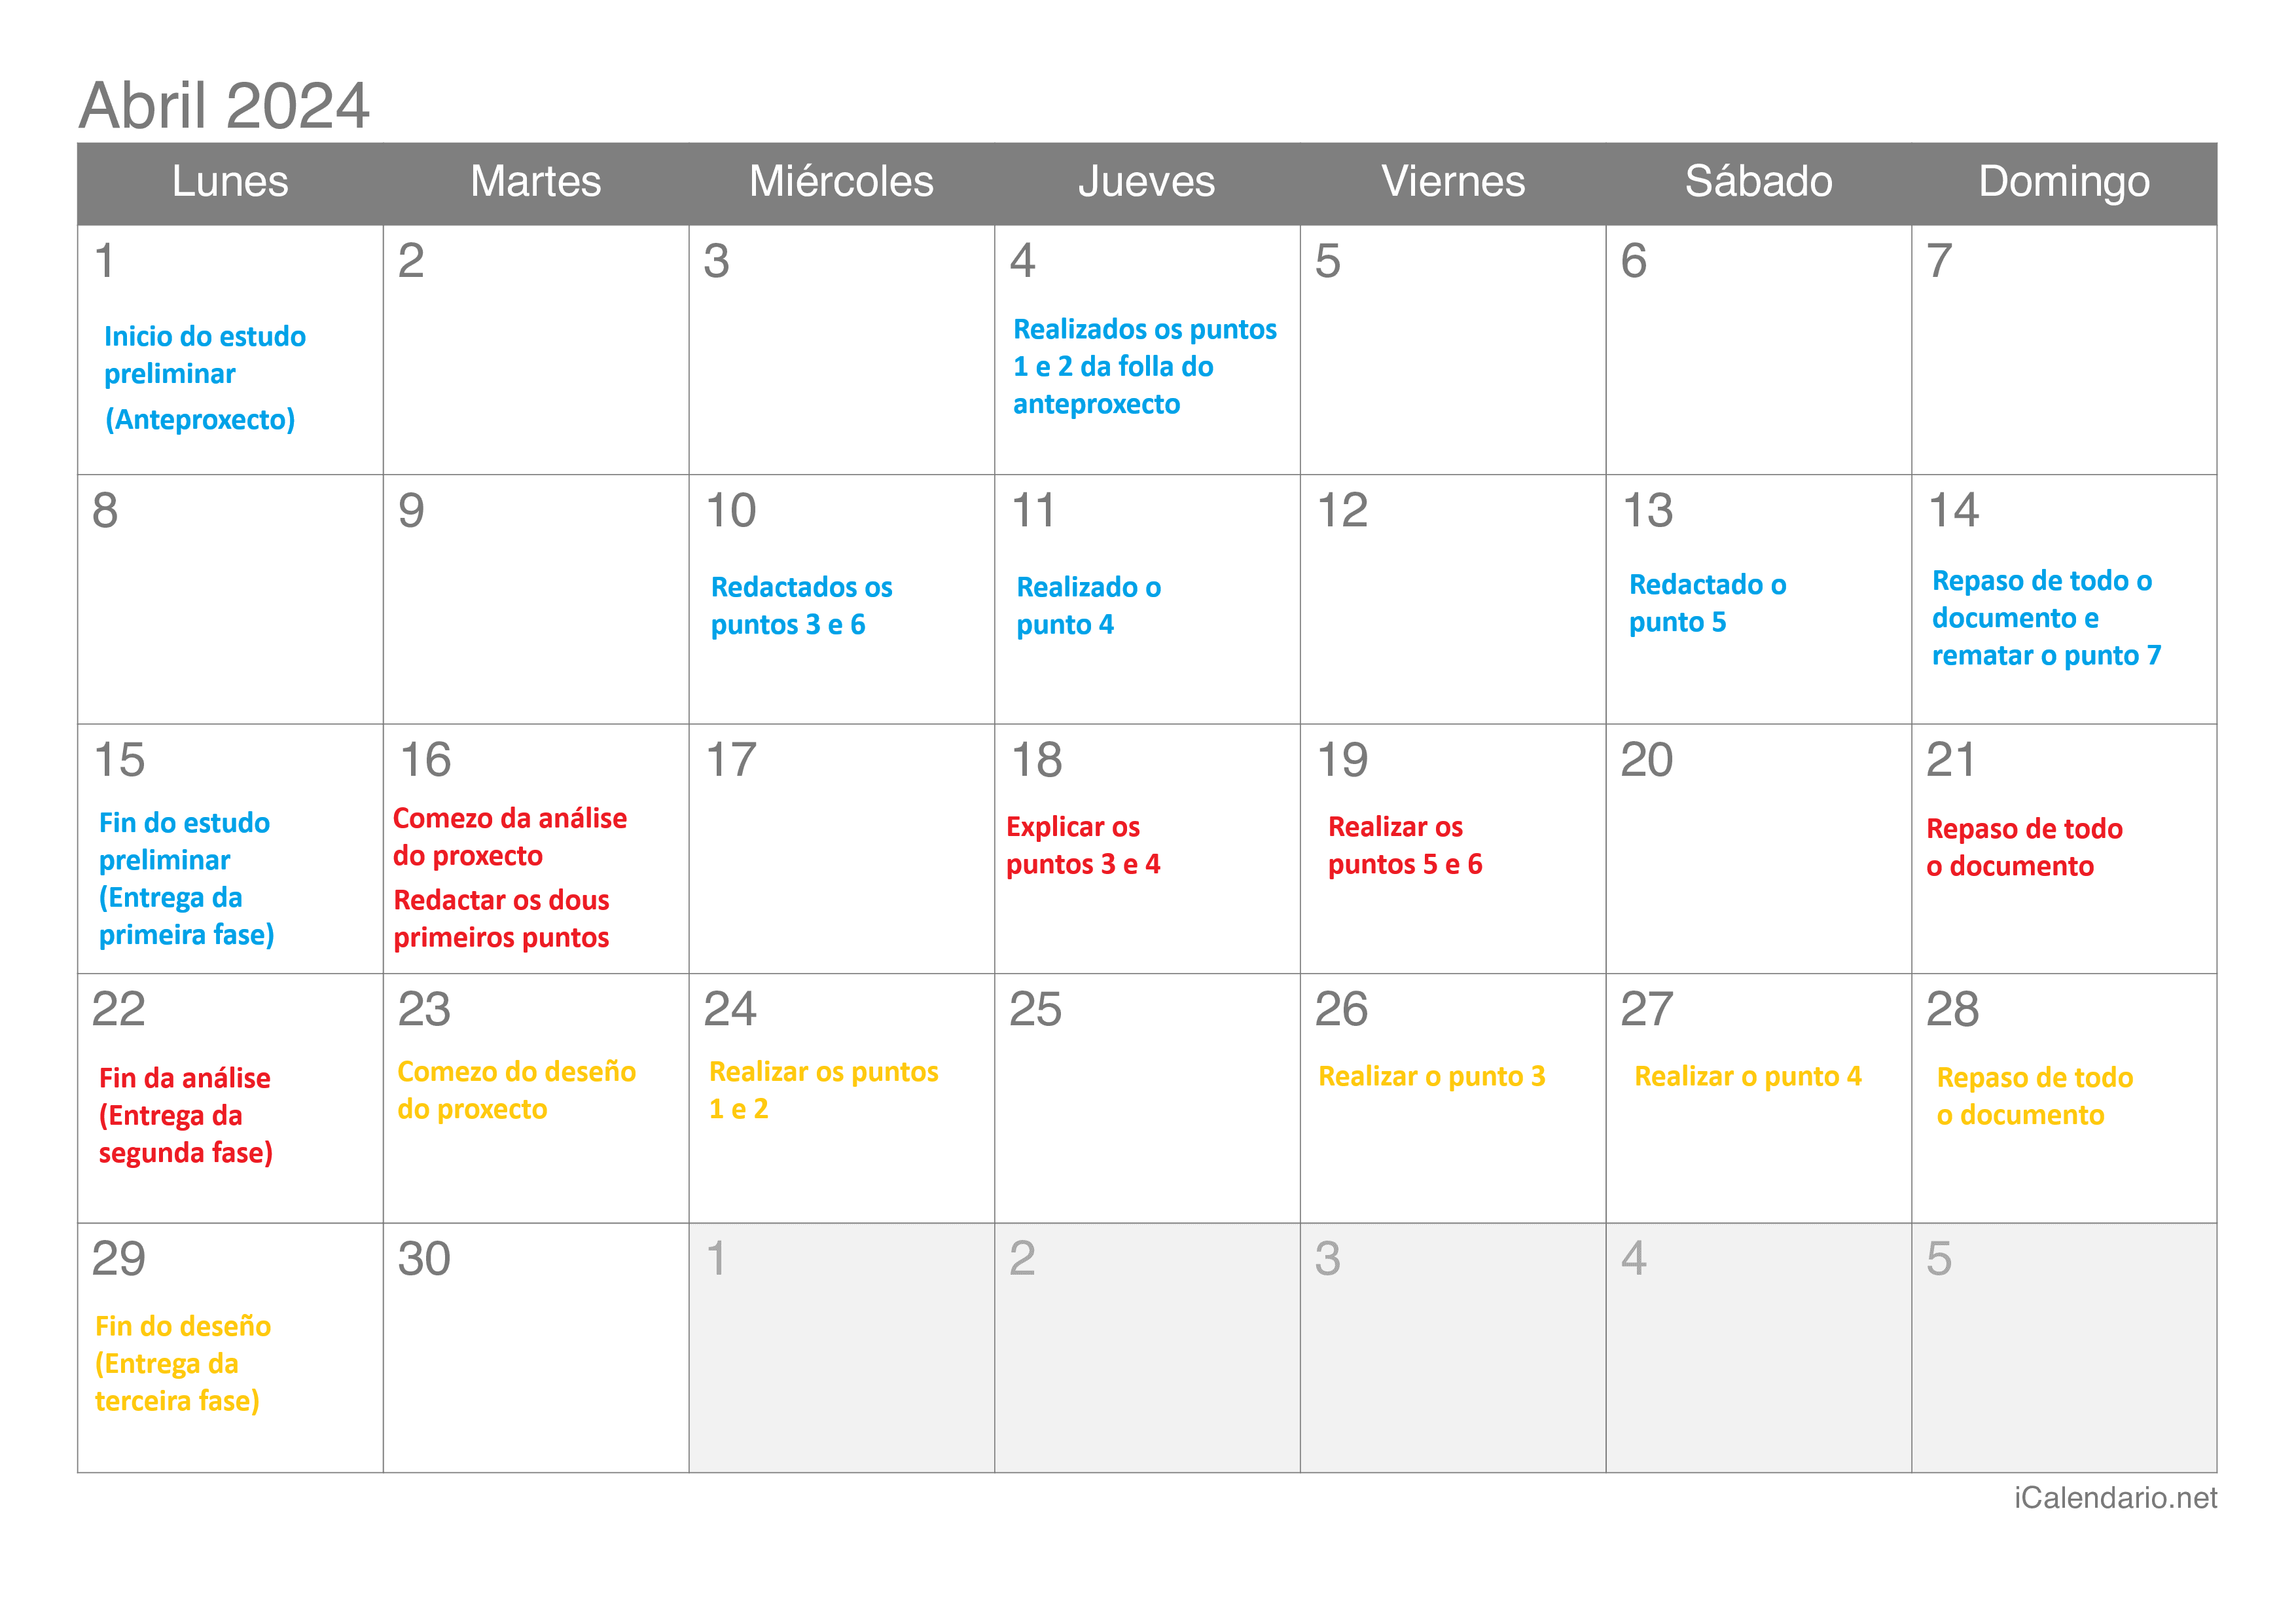 Abril 2024
Lunes Martes Miércoles Jueves Viernes Sábado Domingo
1 2 3 4 5 6 7
Inicio do estudo
preliminar
(Anteproxecto)
Realizados os puntos
1 e 2 da folla do
anteproxecto
8 9 10 11 12 13 14
Redactados os
puntos 3 e 6
Realizado o
punto 4
Redactado o
punto 5
Repaso de todo o
documento e
rematar o punto 7
15 16 17 18 19 20 21
Fin do estudo
preliminar
(Entrega da
primeira fase)
Comezo da análise
do proxecto
Redactar os dous
primeiros puntos
Explicar os
puntos 3 e 4
Realizar os
puntos 5 e 6
Repaso de todo
o documento
22 23 24 25 26 27 28
Fin da análise
(Entrega da
segunda fase)
Comezo do deseño
do proxecto
Realizar os puntos
1 e 2
Realizar o punto 3
Realizar o punto 4
Repaso de todo
o documento
29 30 1 2 3 4 5
Fin do deseño
(Entrega da
terceira fase)
iCalendario.net